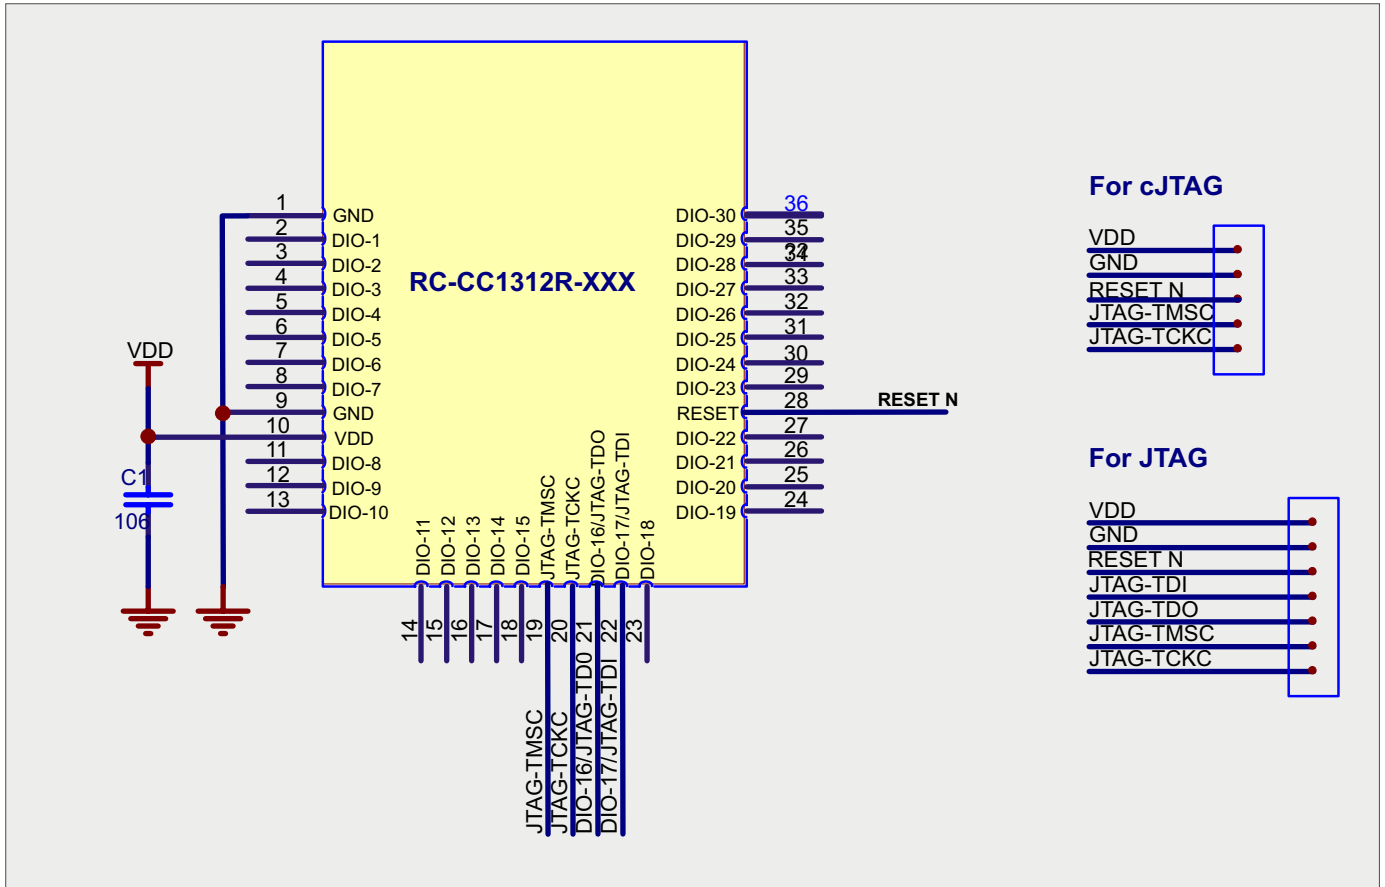 RC-CC1312R-XXX
VDD
C1
106
1 GND
2 DIO-1
3 DIO-2
4 DIO-3
5 DIO-4
6 DIO-5
7 DIO-6
8 DIO-7
9 GND
10 VDD
11 DIO-8
12 DIO-9
13 DIO-10
DIO-11 14
DIO-12 15
DIO-13 16
DIO-14 17
DIO-15 18
JTAG-TMSC 19
JTAG-TCKC 20
DIO-16/JTAG-TDO 21
DIO-17/JTAG-TDI 22
DIO-18 23
JTAG-TMSC
JTAG-TCKC
DIO-16/JTAG-TD0
DIO-17/JTAG-TDI
DIO-30 36
DIO-29 35
DIO-28 34
DIO-27 33
DIO-26 32
DIO-25 31
DIO-24 30
DIO-23 29
RESET 28 RESET N
DIO-22 27
DIO-21 26
DIO-20 25
DIO-19 24
For cJTAG
VDD
GND
RESET N
JTAG-TMSC
JTAG-TCKC
For JTAG
VDD
GND
RESET N
JTAG-TDI
JTAG-TDO
JTAG-TMSC
JTAG-TCKC